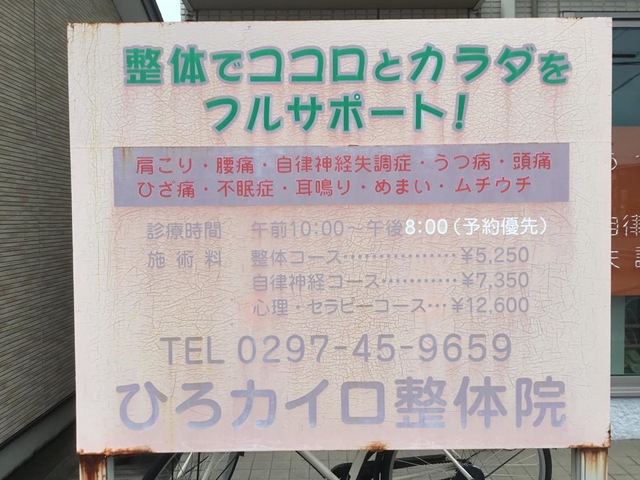 整体でココロとカラダを
フルサポート!
肩こり・腰痛・自律神経失調症・うつ病・頭痛
ひざ痛・不眠症・耳鳴り・めまい・ムチウチ
診療時間 午前10:00～午後8:00(予約優先)
施術料 整体コース……………¥5,250
自律神経コース…………¥7,350
心理・セラピーコース…¥12,600
TEL 0297-45-9659
ひろカイロ整体院
律
失